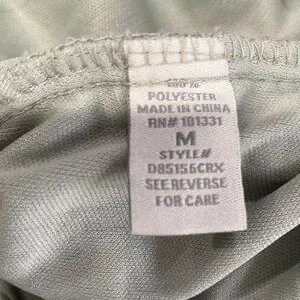 100%
POLYESTER
MADE IN CHINA
RN# 101331
M
STYLE#
D85156CRX
SEE REVERSE
FOR CARE